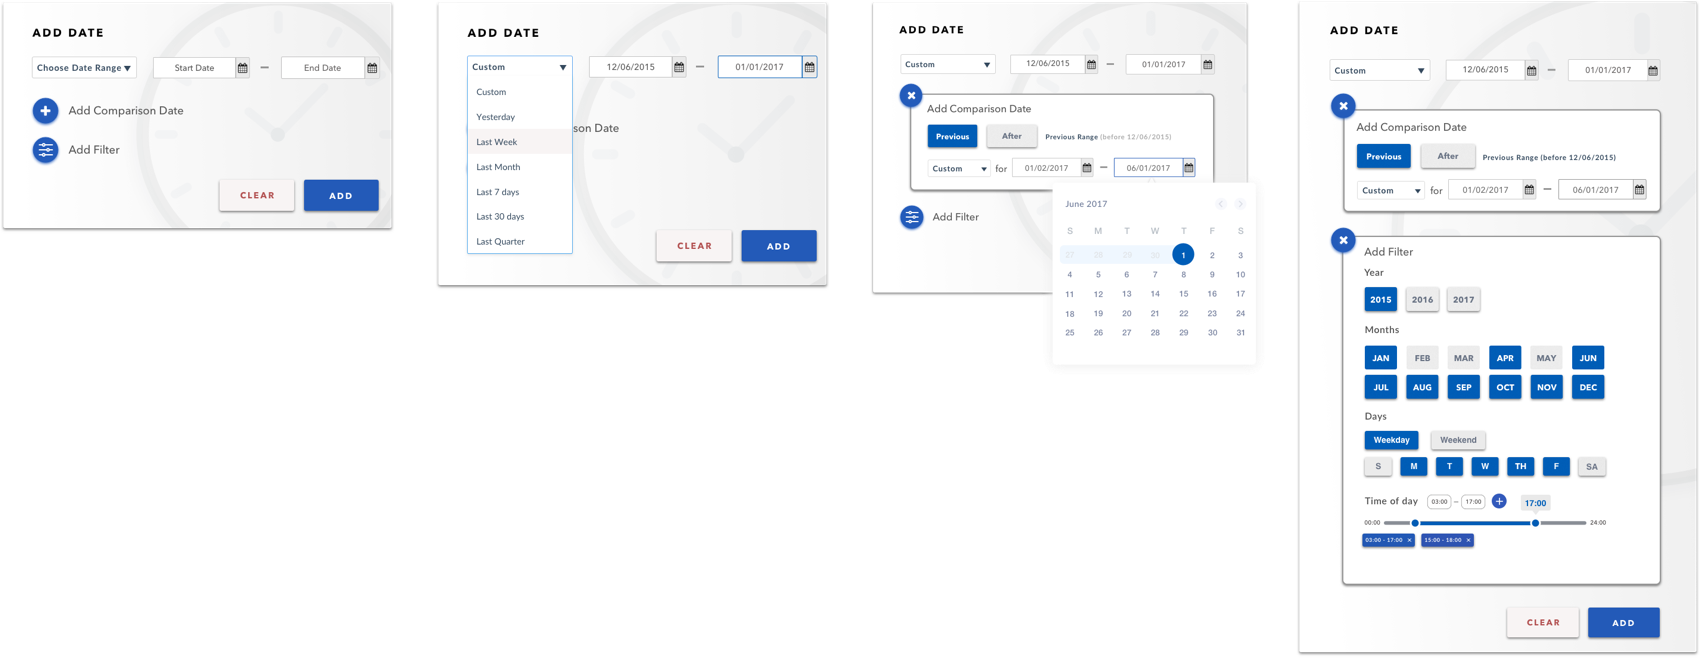 ADD DATE
Choose Date Range
Start Date
—
End Date
Add Comparison Date
Add Filter
CLEAR
ADD
ADD DATE
Custom
12/06/2015
—
01/01/2017
Custom
Yesterday
son Date
Last Week
Last Month
Last 7 days
Last 30 days
Last Quarter
CLEAR
ADD
ADD DATE
Custom
12/06/2015
—
01/01/2017
Add Comparison Date
Previous
After
Previous Range (before 12/06/2015)
Custom
for
01/02/2017
—
06/01/2017
Add Filter
June 2017
S M T W T F S
27 28 29 30 1 2 3
4 5 6 7 8 9 10
11 12 13 14 15 16 17
18 19 20 21 22 23 24
25 26 27 28 29 30 31
ADD DATE
Custom
12/06/2015
—
01/01/2017
Add Comparison Date
Previous
After
Previous Range (before 12/06/2015)
Custom
for
01/02/2017
—
06/01/2017
Add Filter
Year
2015 2016 2017
Months
JAN FEB MAR APR MAY JUN
JUL AUG SEP OCT NOV DEC
Days
Weekday Weekend
S M T W TH F SA
Time of day 03:00 – 17:00 + 17:00
00:00 24:00
03:00 - 17:00 × 15:00 - 18:00 ×
CLEAR
ADD